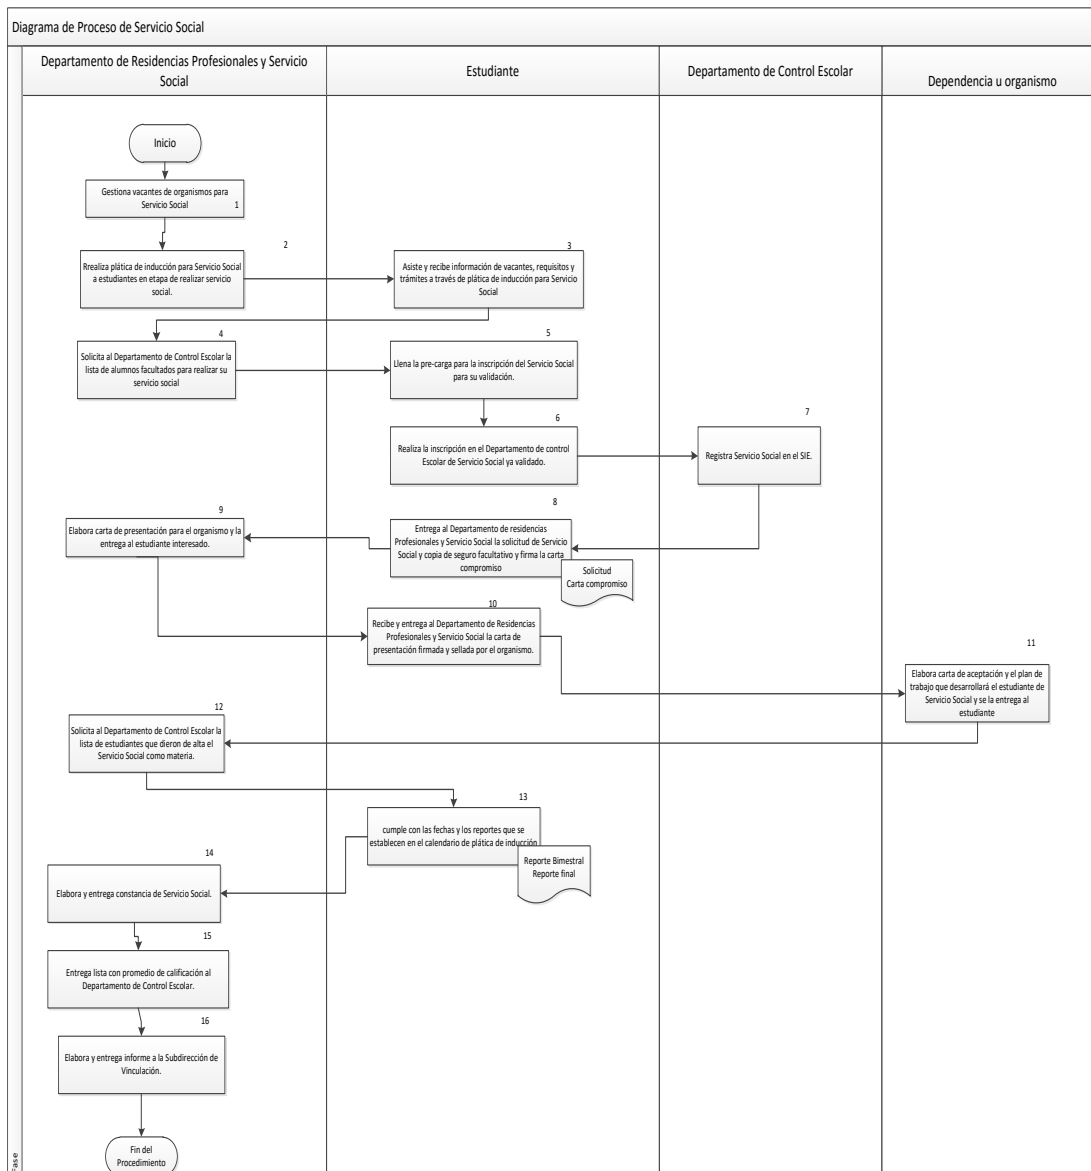 Diagrama de Proceso de Servicio Social
Departamento de Residencias Profesionales y Servicio
Social
Estudiante
Departamento de Control Escolar
Dependencia u organismo
Inicio
Gestiona vacantes de organismos para
Servicio Social
1
2
Rrealiza plática de inducción para Servicio Social
a estudiantes en etapa de realizar servicio
social.
3
Asiste y recibe información de vacantes, requisitos y
trámites a través de plática de inducción para Servicio
Social
4
Solicita al Departamento de Control Escolar la
lista de alumnos facultados para realizar su
servicio social
5
Llena la pre-carga para la inscripción del Servicio Social
para su validación.
6
Realiza la inscripción en el Departamento de control
Escolar de Servicio Social ya validado.
7
Registra Servicio Social en el SIE.
8
Entrega al Departamento de residencias
Profesionales y Servicio Social la solicitud de Servicio
Social y copia de seguro facultativo y firma la carta
compromiso
Solicitud
Carta compromiso
9
Elabora carta de presentación para el organismo y la
entrega al estudiante interesado.
10
Recibe y entrega al Departamento de Residencias
Profesionales y Servicio Social la carta de
presentación firmada y sellada por el organismo.
11
Elabora carta de aceptación y el plan de
trabajo que desarrollará el estudiante de
Servicio Social y se la entrega al
estudiante
12
Solicita al Departamento de Control Escolar la
lista de estudiantes que dieron de alta el
Servicio Social como materia.
13
cumple con las fechas y los reportes que se
establecen en el calendario de plática de inducción
Reporte Bimestral
Reporte final
14
Elabora y entrega constancia de Servicio Social.
15
Entrega lista con promedio de calificación al
Departamento de Control Escolar.
16
Elabora y entrega informe a la Subdirección de
Vinculación.
Fin del
Procedimiento
Fase